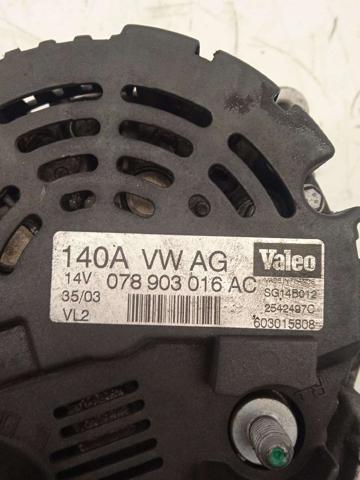 140A VW AG
Valeo
14V 078 903 016 AC
SG14B012
35/03
2542497C
VL2
603015808